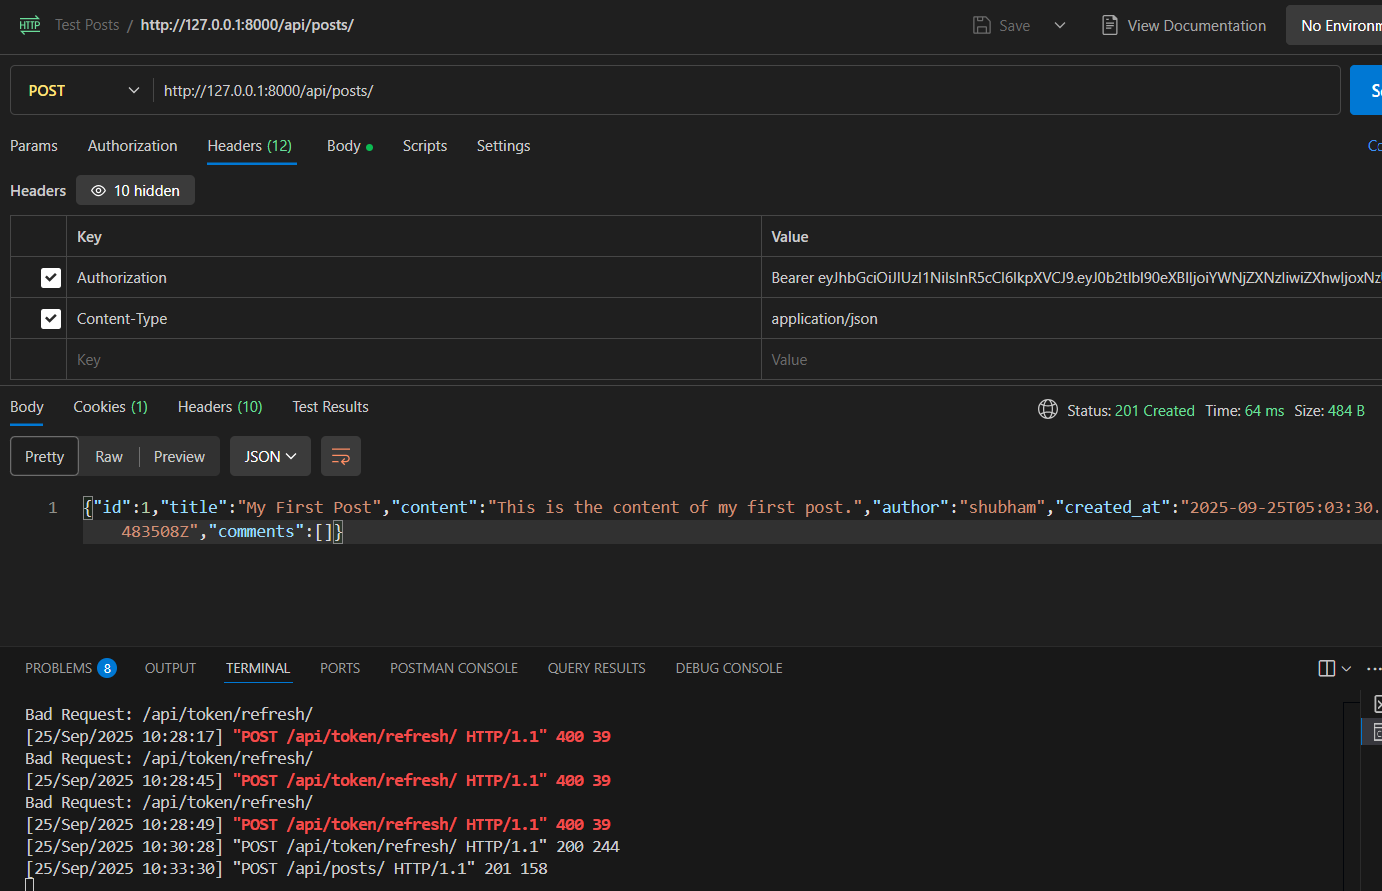 HTTP Test Posts / http://127.0.0.1:8000/api/posts/ Save View Documentation No Environm
POST http://127.0.0.1:8000/api/posts/ Se
Params Authorization Headers (12) Body Scripts Settings Co
Headers 10 hidden
Key Value
Authorization Bearer eyJhbGciOiJIUzI1NiIsInR5cCI6IkpXVCJ9.eyJ0b2tlbl90eXBlIjoiYWNjZXNzIiwiZXhwIjoxNz
Content-Type application/json
Key Value
Body Cookies (1) Headers (10) Test Results Status: 201 Created Time: 64 ms Size: 484 B
Pretty Raw Preview JSON
1 {"id":1,"title":"My First Post","content":"This is the content of my first post.","author":"shubham","created_at":"2025-09-25T05:03:30.
483508Z","comments":[]}
PROBLEMS 8 OUTPUT TERMINAL PORTS POSTMAN CONSOLE QUERY RESULTS DEBUG CONSOLE
Bad Request: /api/token/refresh/
[25/Sep/2025 10:28:17] "POST /api/token/refresh/ HTTP/1.1" 400 39
Bad Request: /api/token/refresh/
[25/Sep/2025 10:28:45] "POST /api/token/refresh/ HTTP/1.1" 400 39
Bad Request: /api/token/refresh/
[25/Sep/2025 10:28:49] "POST /api/token/refresh/ HTTP/1.1" 400 39
[25/Sep/2025 10:30:28] "POST /api/token/refresh/ HTTP/1.1" 200 244
[25/Sep/2025 10:33:30] "POST /api/posts/ HTTP/1.1" 201 158